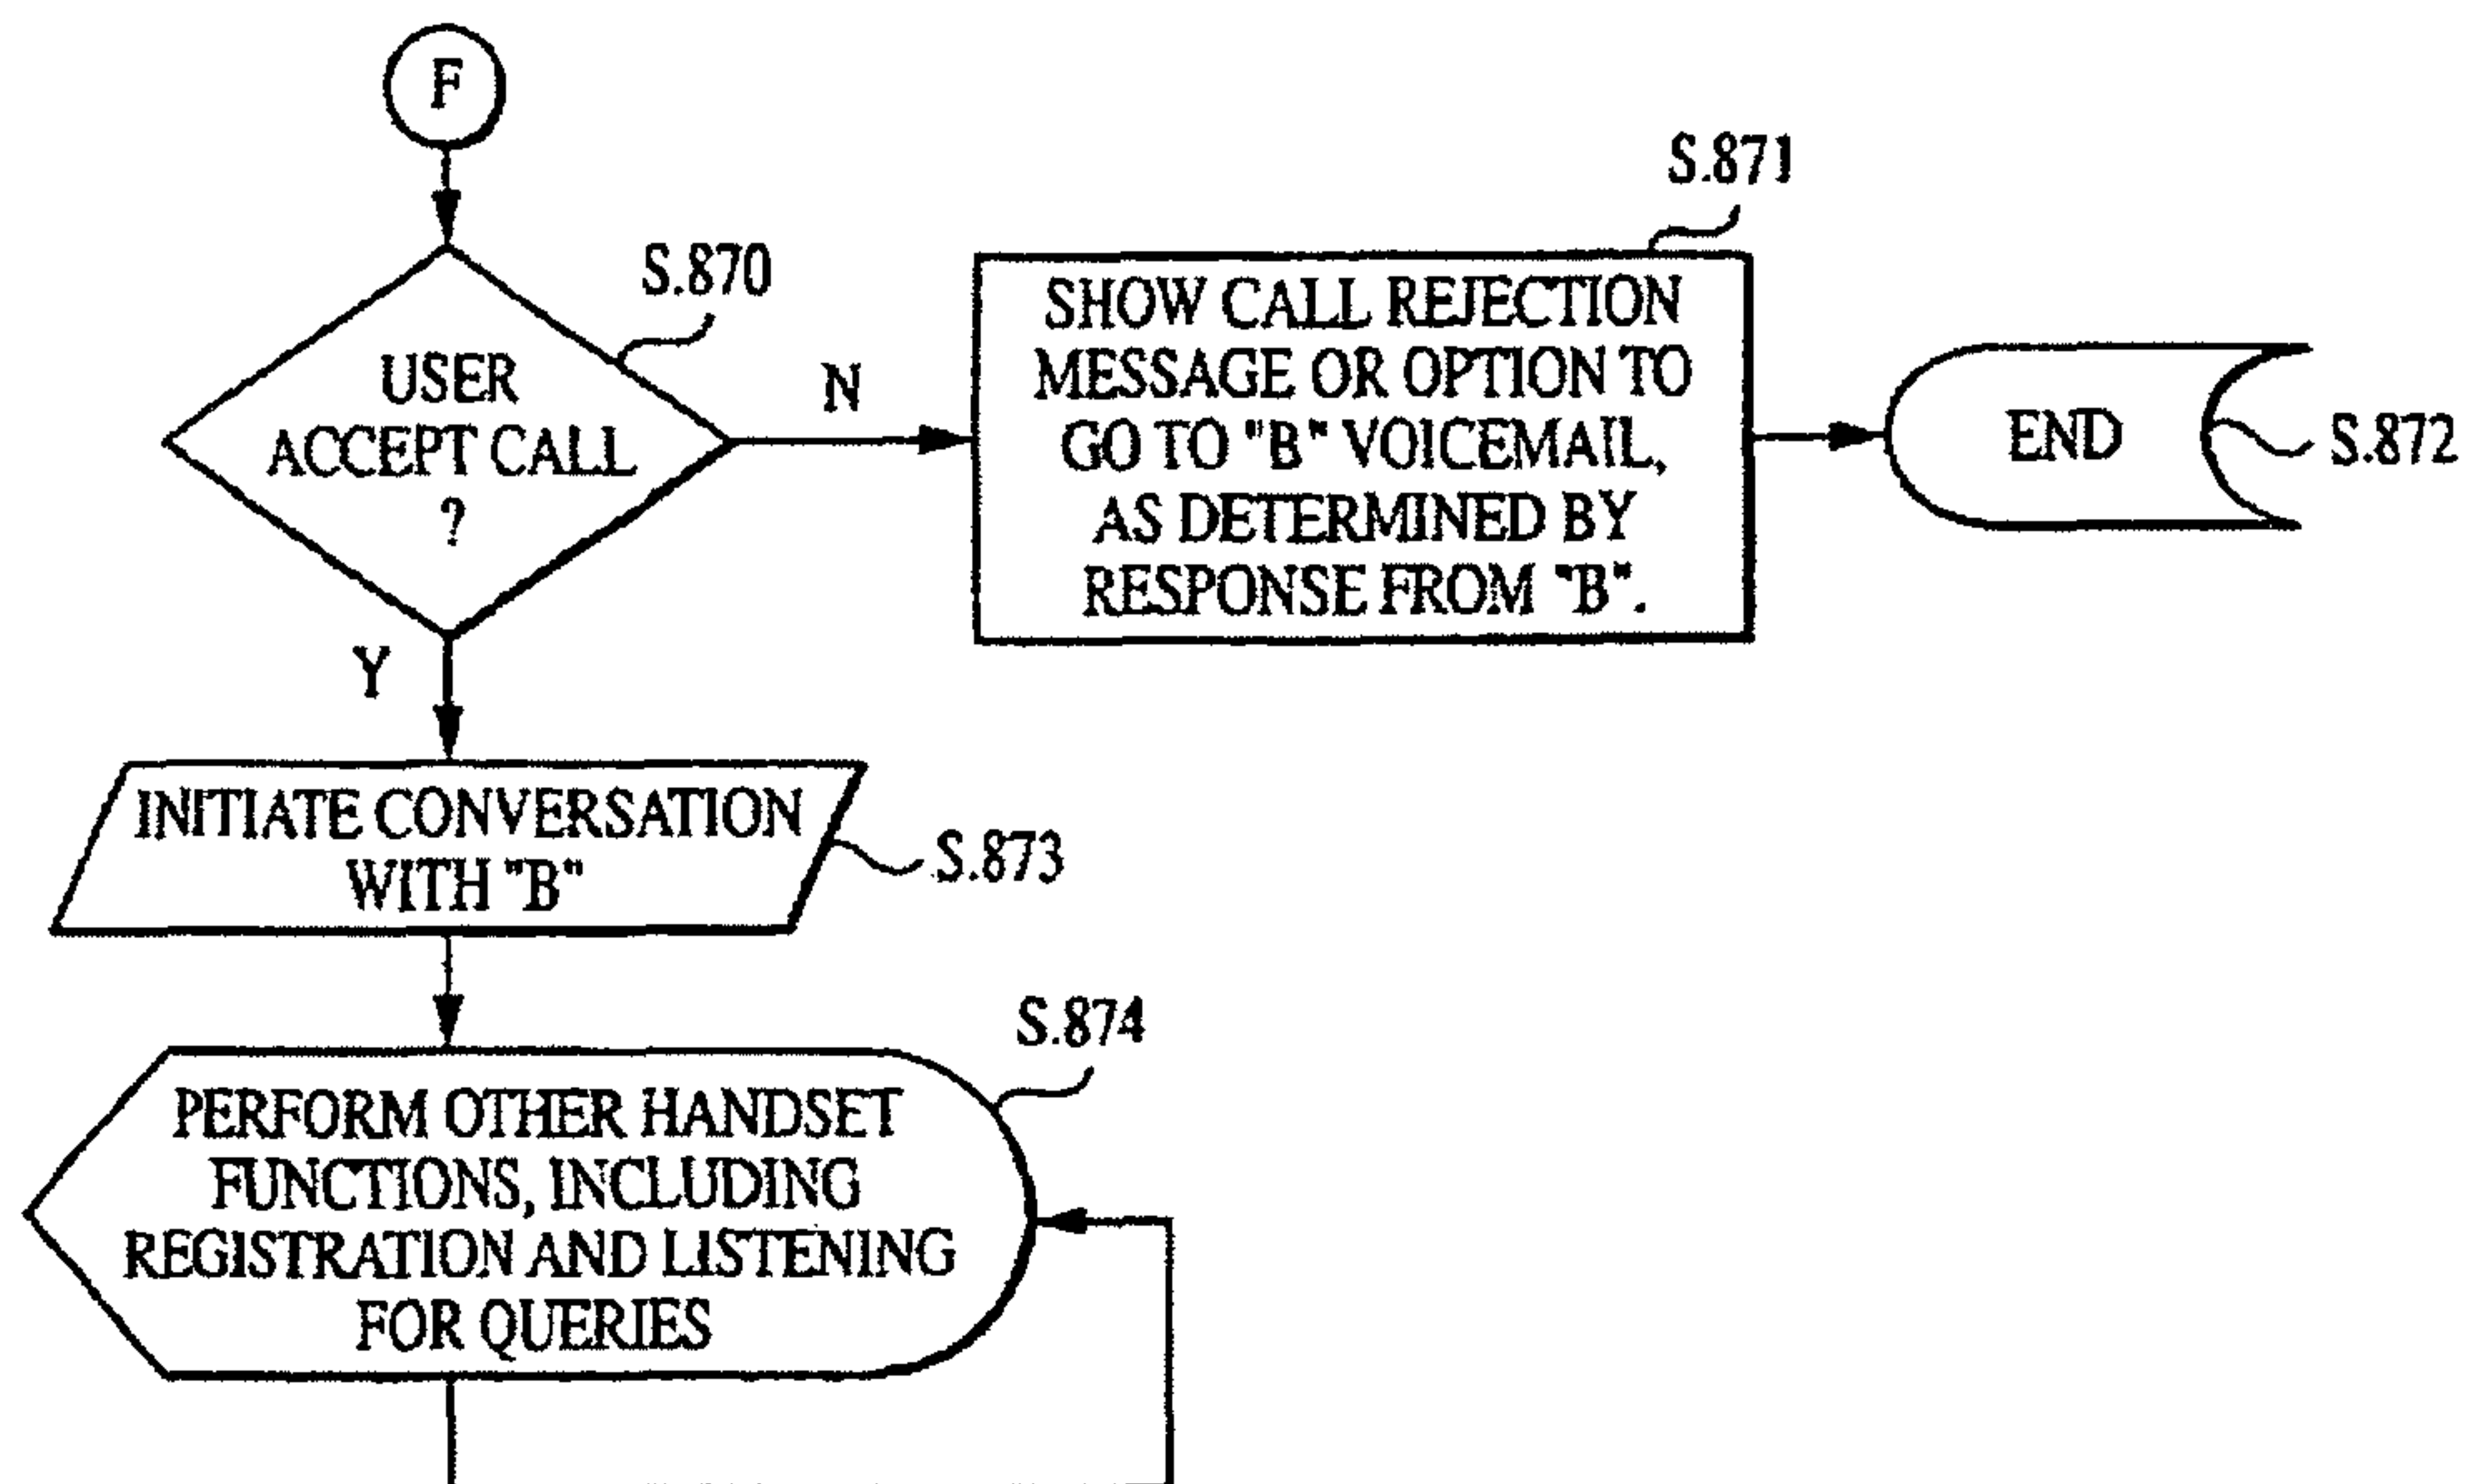 F
S.870
USER
ACCEPT CALL
?
N
Y
S.871
SHOW CALL REJECTION
MESSAGE OR OPTION TO
GO TO "B" VOICEMAIL,
AS DETERMINED BY
RESPONSE FROM "B".
END
S.872
INITIATE CONVERSATION
WITH "B"
S.873
S.874
PERFORM OTHER HANDSET
FUNCTIONS, INCLUDING
REGISTRATION AND LISTENING
FOR QUERIES